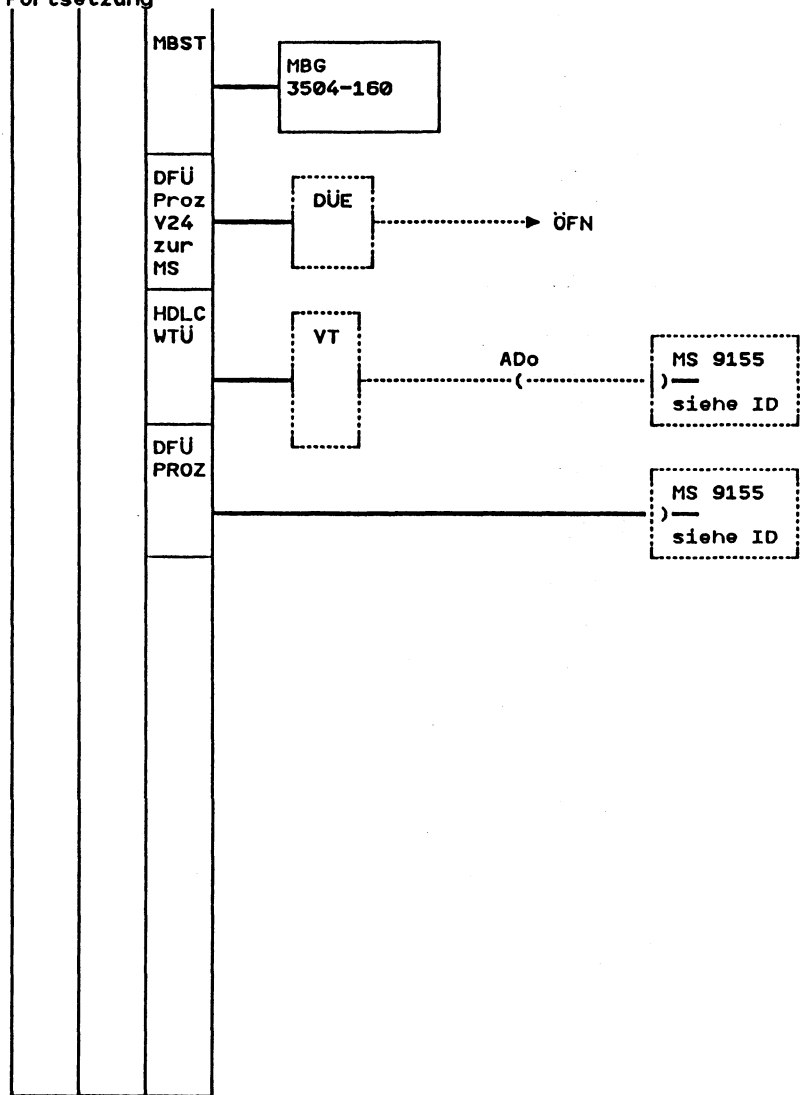 Fortsetzung
MBST
MBG
3504-160
DFÜ
Proz
V24
zur
MS
DÜE
ÖFN
HDLC
WTÜ
VT
ADo
MS 9155
siehe ID
DFÜ
PROZ
MS 9155
siehe ID